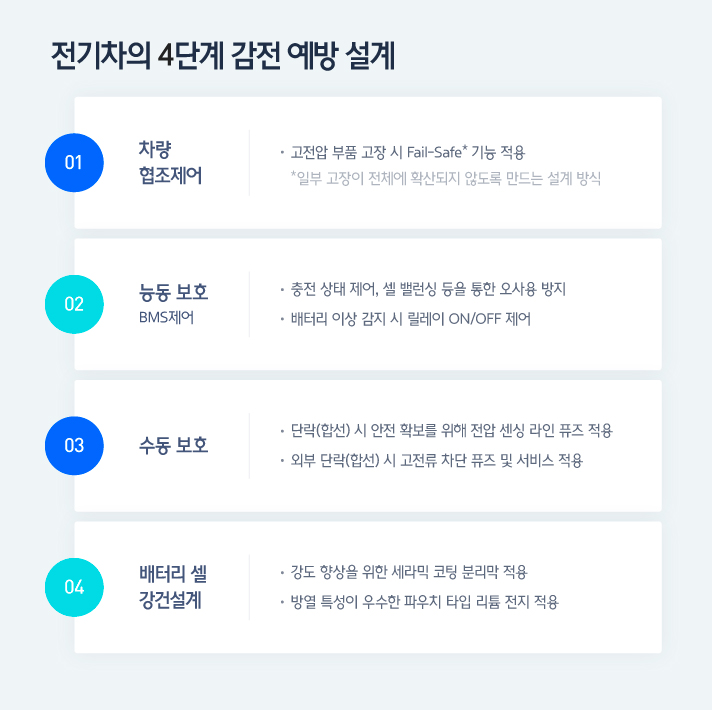 전기차의 4단계 감전 예방 설계
01
차량
협조제어
· 고전압 부품 고장 시 Fail-Safe* 기능 적용
*일부 고장이 전체에 확산되지 않도록 만드는 설계 방식
02
능동 보호
BMS제어
· 충전 상태 제어, 셀 밸런싱 등을 통한 오사용 방지
· 배터리 이상 감지 시 릴레이 ON/OFF 제어
03
수동 보호
· 단락(합선) 시 안전 확보를 위해 전압 센싱 라인 퓨즈 적용
· 외부 단락(합선) 시 고전류 차단 퓨즈 및 서비스 적용
04
배터리 셀
강건설계
· 강도 향상을 위한 세라믹 코팅 분리막 적용
· 방열 특성이 우수한 파우치 타입 리튬 전지 적용